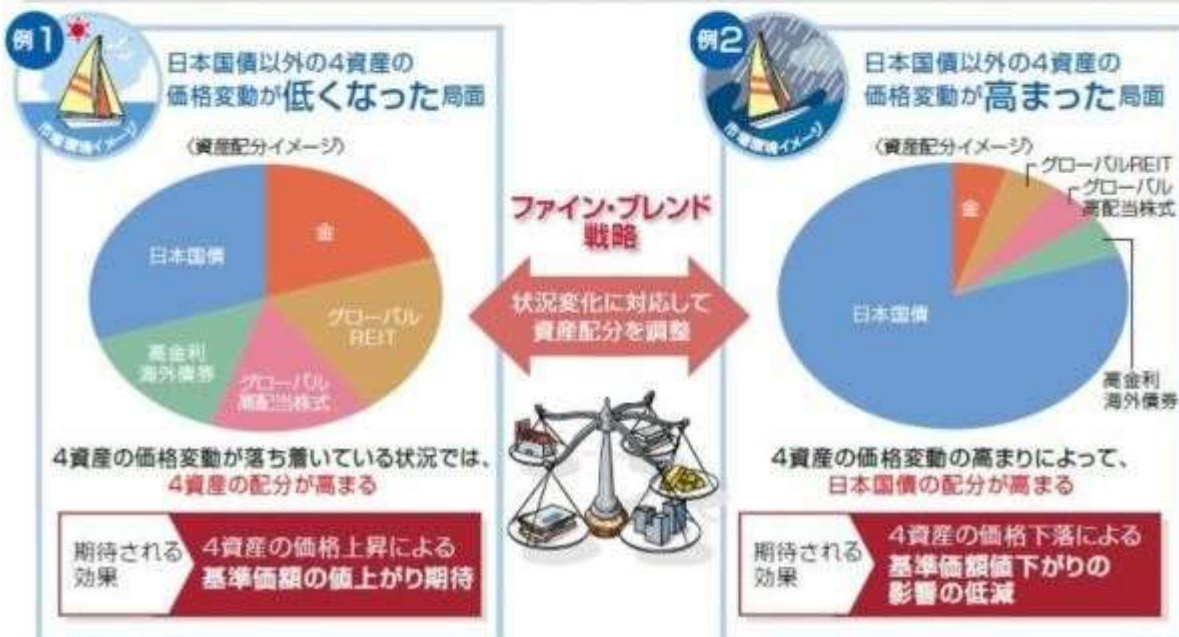 例1
日本国債以外の4資産の
価格変動が低くなった局面
市場環境イメージ
〈資産配分イメージ〉
日本国債
金
グローバル
REIT
グローバル
高配当株式
高金利
海外債券
4資産の価格変動が落ち着いている状況では、
4資産の配分が高まる
期待される
効果
4資産の価格上昇による
基準価額の値上がり期待
ファイン・ブレンド
戦略
状況変化に対応して
資産配分を調整
例2
日本国債以外の4資産の
価格変動が高まった局面
市場環境イメージ
〈資産配分イメージ〉
金
グローバルREIT
グローバル
高配当株式
日本国債
高金利
海外債券
4資産の価格変動の高まりによって、
日本国債の配分が高まる
期待される
効果
4資産の価格下落による
基準価額値下がりの
影響の低減